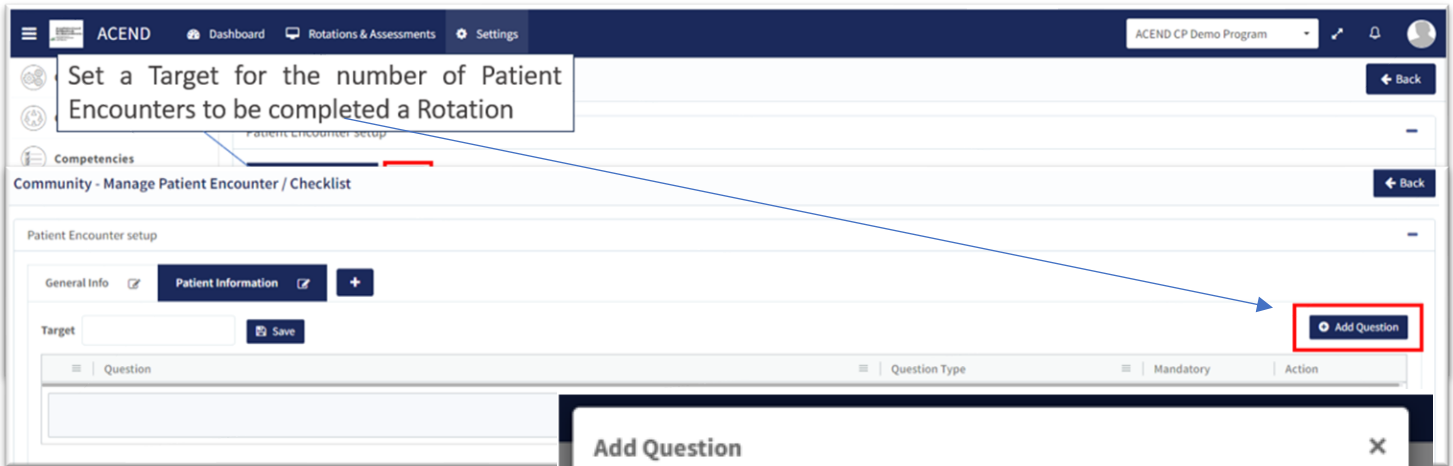 ACEND Dashboard Rotations & Assessments Settings ACEND CP Demo Program
Set a Target for the number of Patient
Encounters to be completed a Rotation
Back
Patient Encounter setup
Competencies
Community - Manage Patient Encounter / Checklist
Back
Patient Encounter setup
General Info Patient Information +
Target Save Add Question
Question Question Type Mandatory Action
Add Question ×